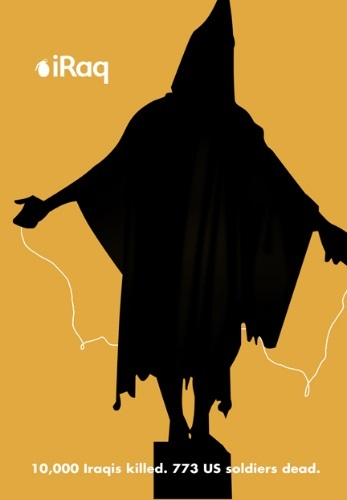 iRaq
10,000 Iraqis killed. 773 US soldiers dead.